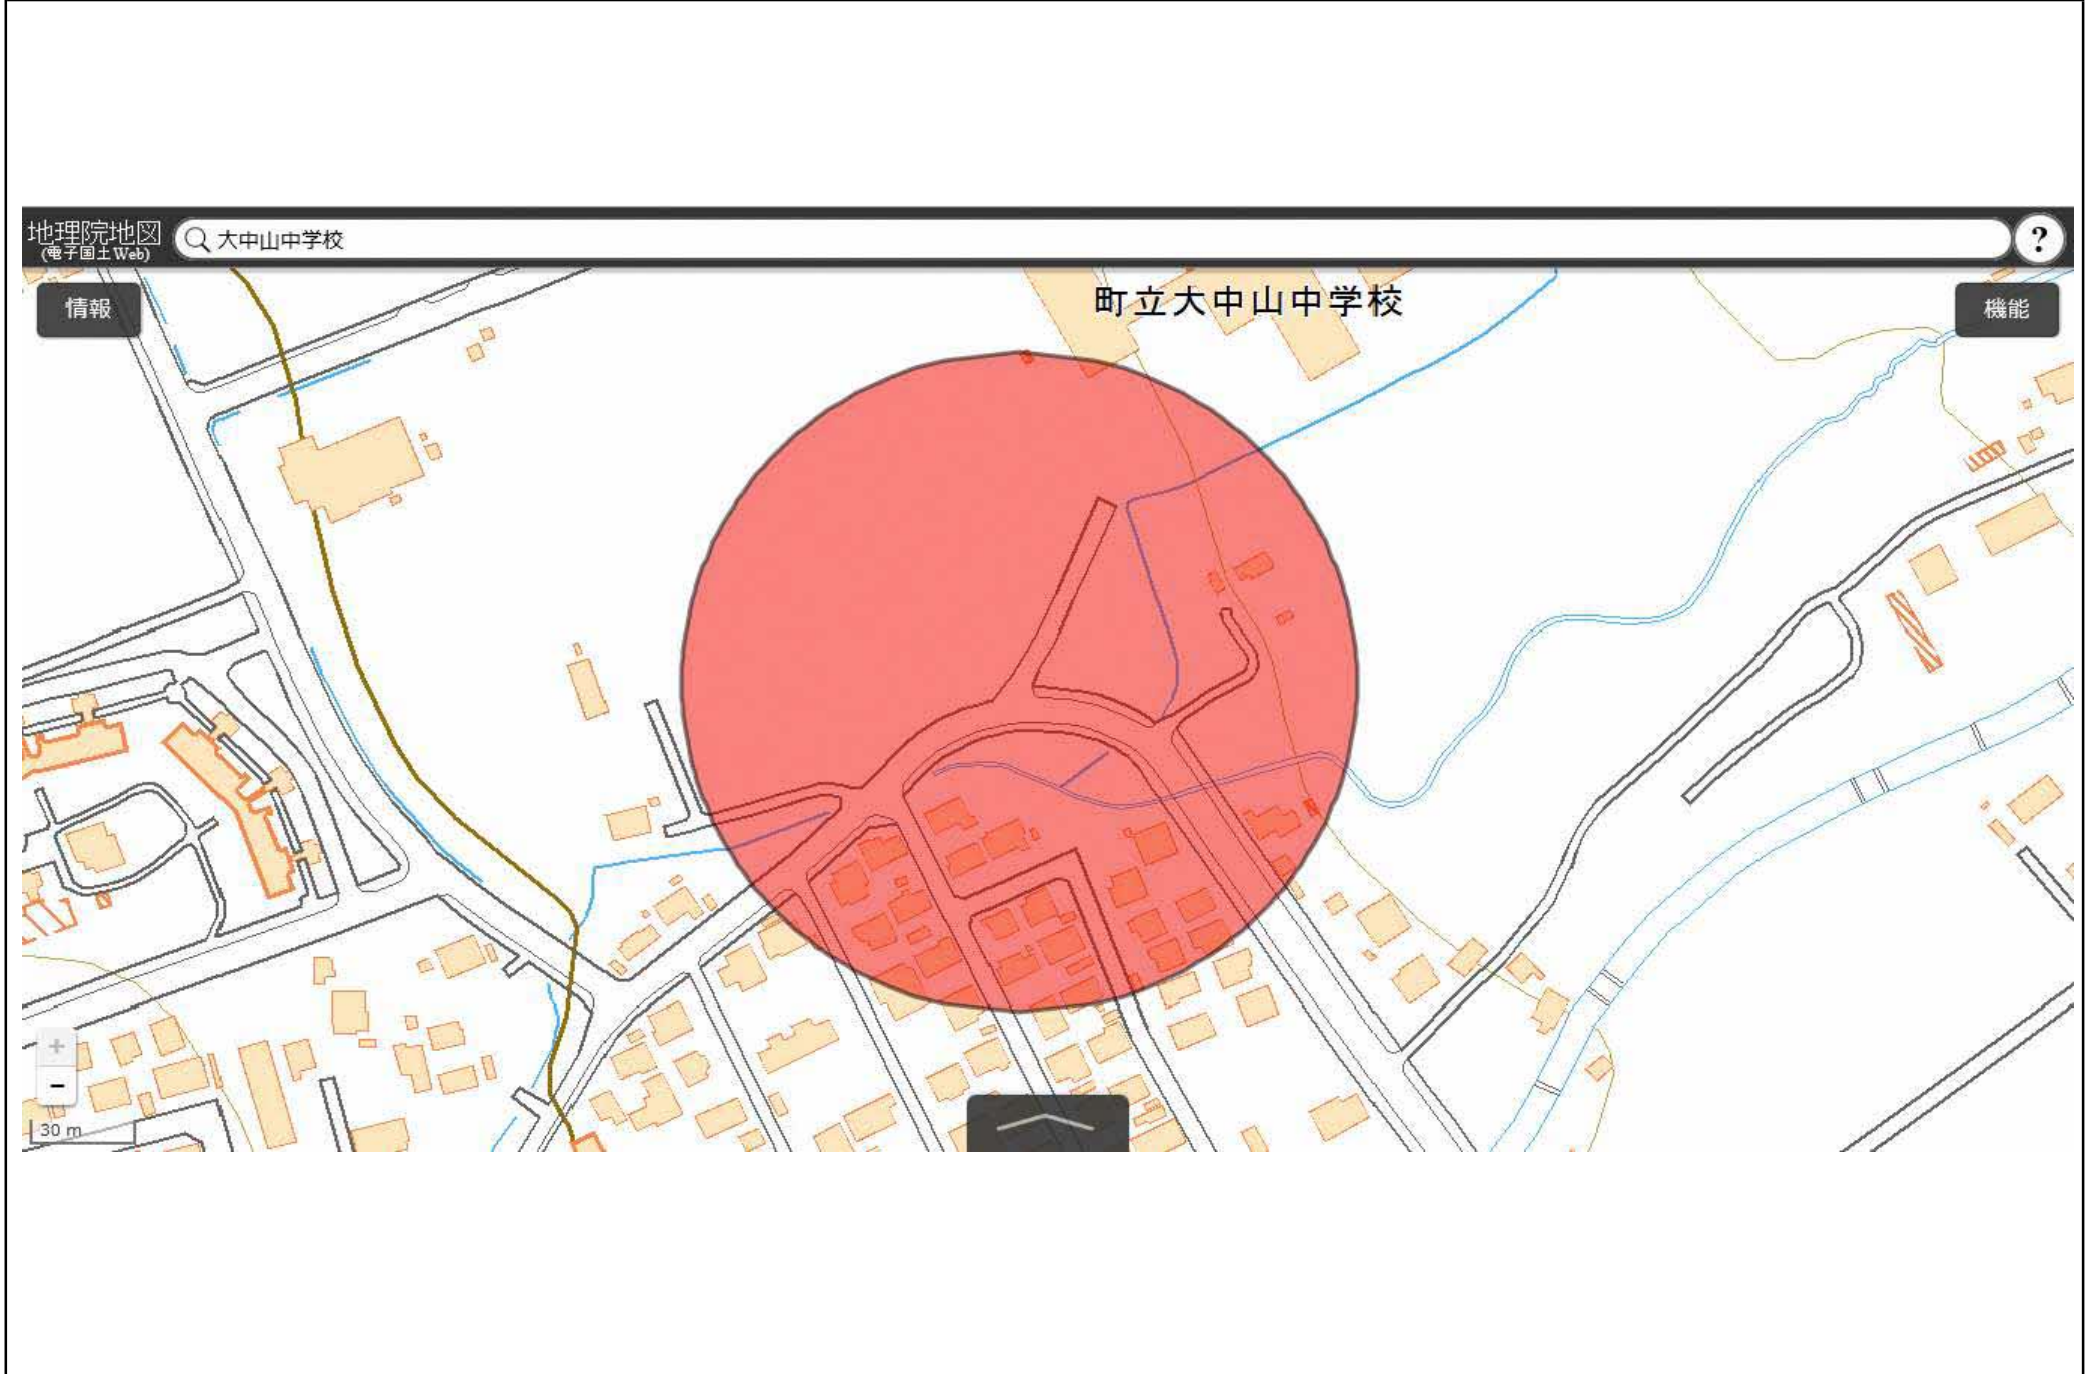 地理院地図
(電子国土Web)
大中山中学校
?
情報
町立大中山中学校
機能
+
−
30 m